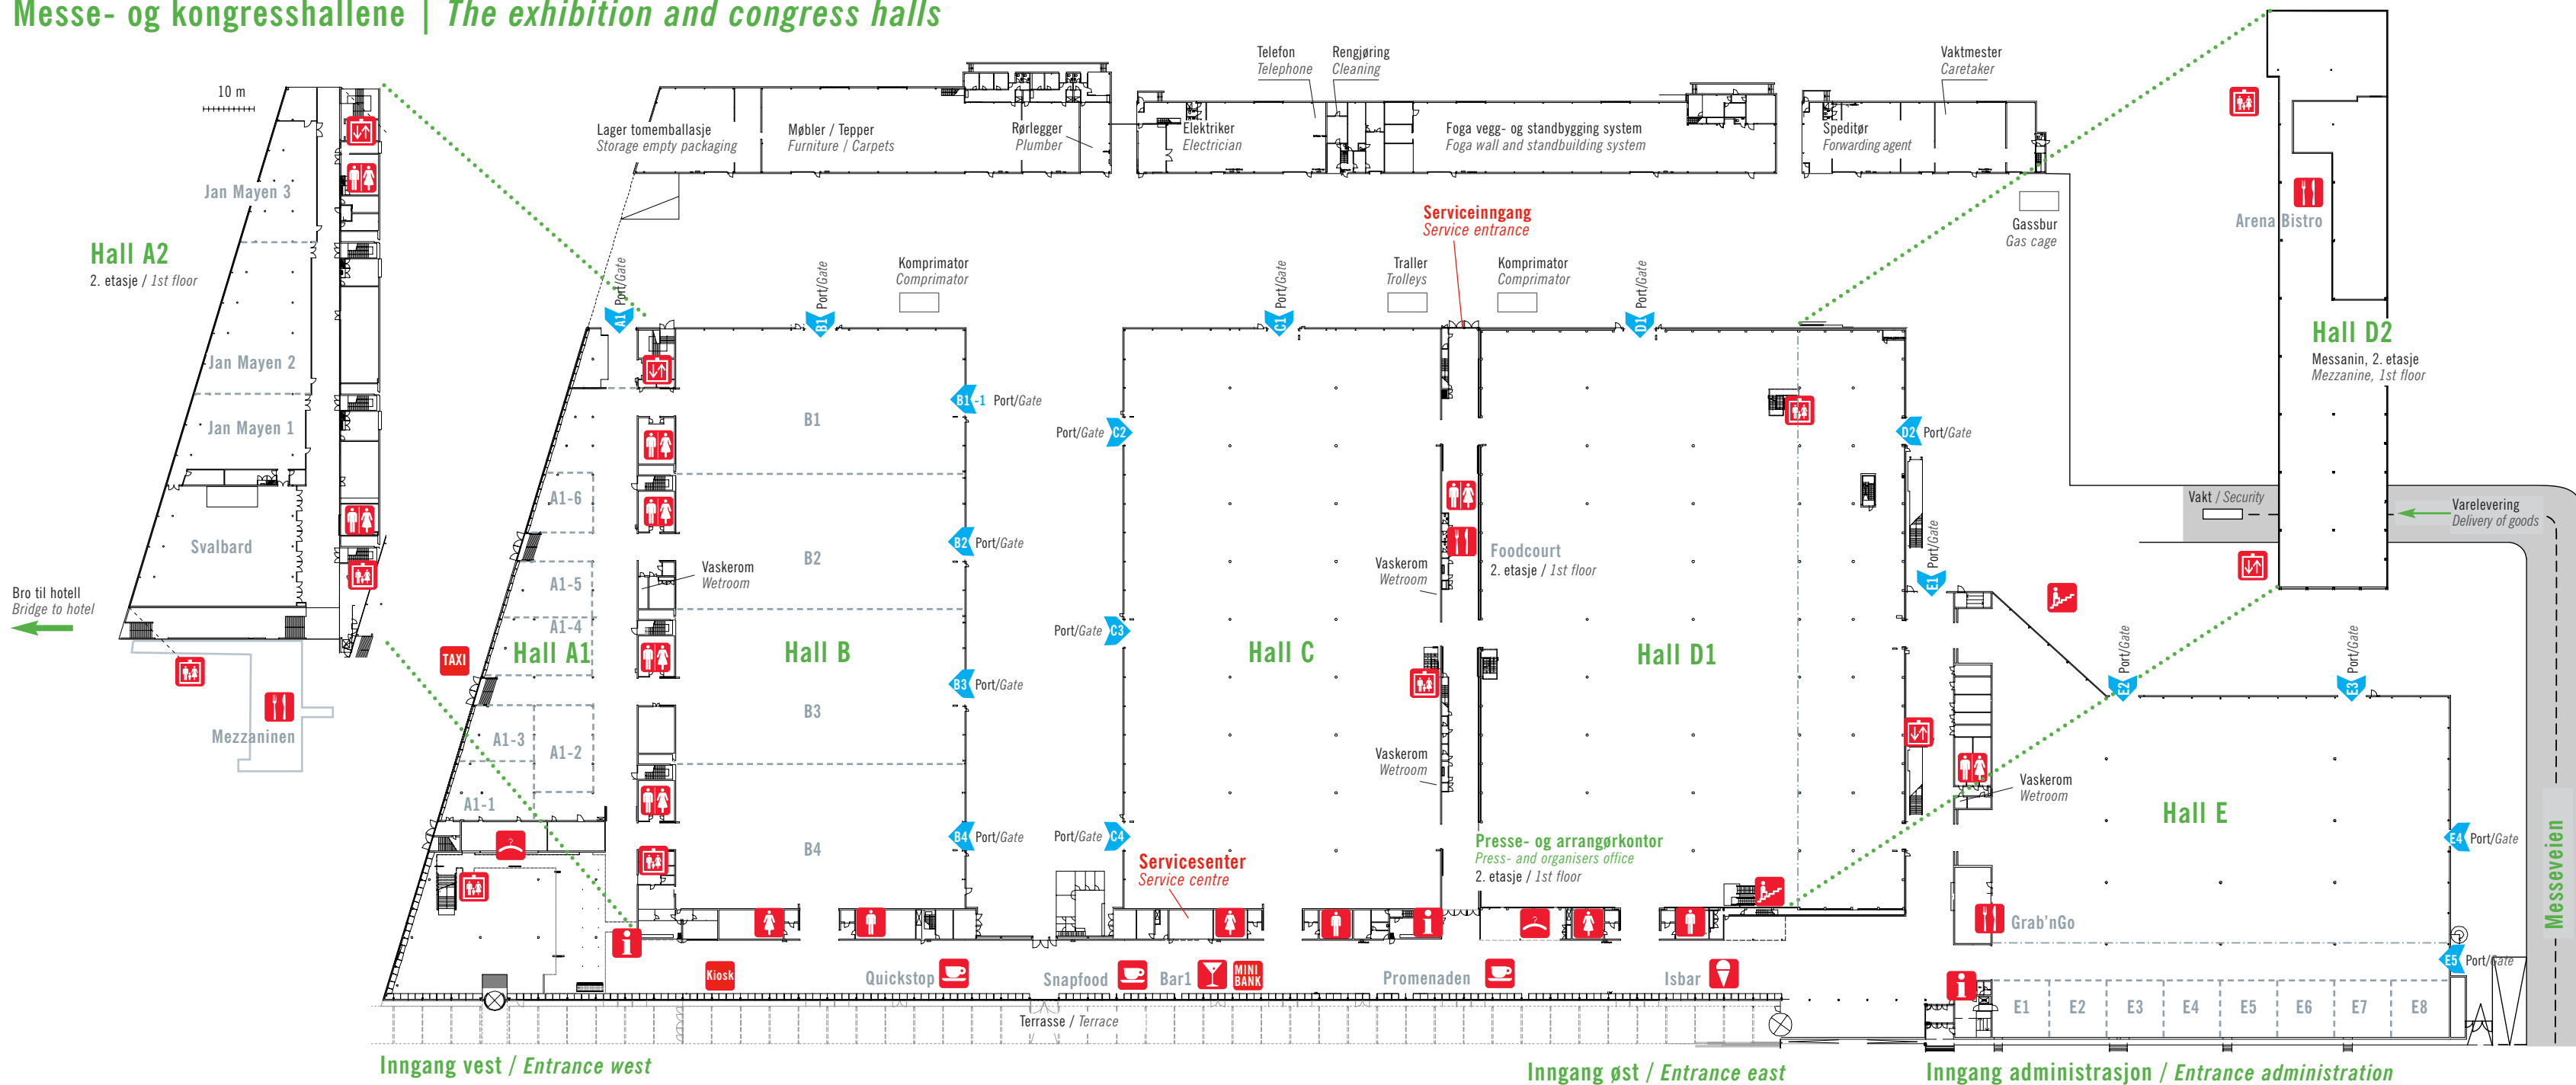 Messe- og kongresshallene | The exhibition and congress halls
10 m
Jan Mayen 3
Hall A2
2. etasje / 1st floor
Jan Mayen 2
Jan Mayen 1
Svalbard
Bro til hotell
Bridge to hotel
Mezzaninen
Lager tomemballasje
Storage empty packaging
Møbler / Tepper
Furniture / Carpets
Rørlegger
Plumber
Elektriker
Electrician
Telefon
Telephone
Rengjøring
Cleaning
Foga vegg- og standbygging system
Foga wall and standbuilding system
Speditør
Forwarding agent
Vaktmester
Caretaker
Gassbur
Gas cage
Serviceinngang
Service entrance
Komprimator
Comprimator
Traller
Trolleys
Komprimator
Comprimator
A1 Port/Gate
B1 Port/Gate
C1 Port/Gate
D1 Port/Gate
B1-1 Port/Gate
B2 Port/Gate
B3 Port/Gate
B4 Port/Gate
Port/Gate C2
Port/Gate C3
Port/Gate C4
D2 Port/Gate
E1 Port/Gate
E2 Port/Gate
E3 Port/Gate
E4 Port/Gate
E5 Port/Gate
TAXI
Hall A1
A1-6
A1-5
A1-4
A1-3
A1-2
A1-1
Vaskerom
Wetroom
Hall B
B1
B2
B3
B4
Hall C
Vaskerom
Wetroom
Vaskerom
Wetroom
Foodcourt
2. etasje / 1st floor
Hall D1
Presse- og arrangørkontor
Press- and organisers office
2. etasje / 1st floor
Servicesenter
Service centre
Arena Bistro
Hall D2
Messanin, 2. etasje
Mezzanine, 1st floor
Vakt / Security
Varelevering
Delivery of goods
Vaskerom
Wetroom
Hall E
Grab'nGo
Messeveien
i
Kiosk
Quickstop
Snapfood
Bar1
MINI
BANK
i
Promenaden
Isbar
i
E1
E2
E3
E4
E5
E6
E7
E8
Terrasse / Terrace
Inngang vest / Entrance west
Inngang øst / Entrance east
Inngang administrasjon / Entrance administration